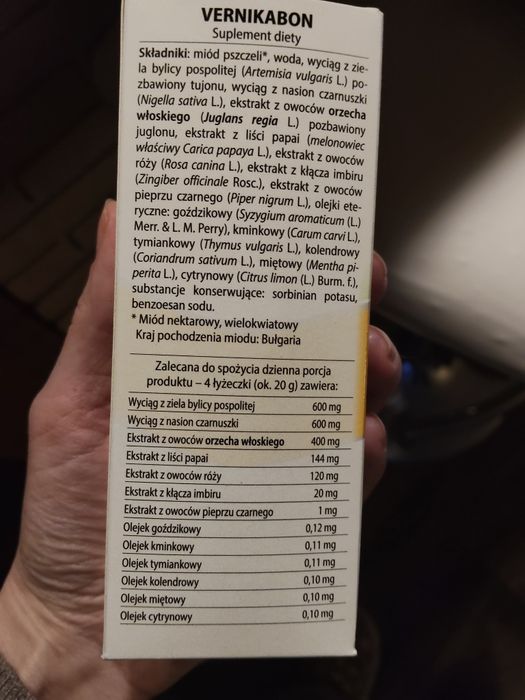 VERNIKABON
Suplement diety
Składniki: miód pszczeli*, woda, wyciąg z zie-
la bylicy pospolitej (Artemisia vulgaris L.) po-
zbawiony tujonu, wyciąg z nasion czarnuszki
(Nigella sativa L.), ekstrakt z owoców orzecha
włoskiego (Juglans regia L.) pozbawiony
juglonu, ekstrakt z liści papai (melonowiec
właściwy Carica papaya L.), ekstrakt z owoców
róży (Rosa canina L.), ekstrakt z kłącza imbiru
(Zingiber officinale Rosc.), ekstrakt z owoców
pieprzu czarnego (Piper nigrum L.), olejki ete-
ryczne: goździkowy (Syzygium aromaticum (L.)
Merr. & L. M. Perry), kminkowy (Carum carvi L.),
tymiankowy (Thymus vulgaris L.), kolendrowy
(Coriandrum sativum L.), miętowy (Mentha pi-
perita L.), cytrynowy (Citrus limon (L.) Burm. f.),
substancje konserwujące: sorbinian potasu,
benzoesan sodu.
* Miód nektarowy, wielokwiatowy
Kraj pochodzenia miodu: Bułgaria
Zalecana do spożycia dzienna porcja
produktu – 4 łyżeczki (ok. 20 g) zawiera:
Wyciąg z ziela bylicy pospolitej 600 mg
Wyciąg z nasion czarnuszki 600 mg
Ekstrakt z owoców orzecha włoskiego 400 mg
Ekstrakt z liści papai 144 mg
Ekstrakt z owoców róży 120 mg
Ekstrakt z kłącza imbiru 20 mg
Ekstrakt z owoców pieprzu czarnego 1 mg
Olejek goździkowy 0,12 mg
Olejek kminkowy 0,11 mg
Olejek tymiankowy 0,11 mg
Olejek kolendrowy 0,10 mg
Olejek miętowy 0,10 mg
Olejek cytrynowy 0,10 mg